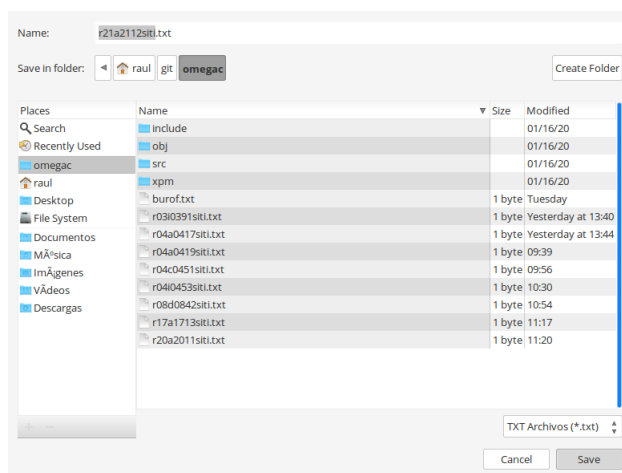 Name: r21a2112siti.txt
Save in folder: raul git omegac Create Folder
Places Name Size Modified
Search include 01/16/20
Recently Used obj 01/16/20
omegac src 01/16/20
raul xpm 01/16/20
Desktop burof.txt 1 byte Tuesday
File System r03i0391siti.txt 1 byte Yesterday at 13:40
Documentos r04a0417siti.txt 1 byte Yesterday at 13:44
MÃºsica r04a0419siti.txt 1 byte 09:39
ImÃ¡genes r04c0451siti.txt 1 byte 09:56
VÃdeos r04i0453siti.txt 1 byte 10:30
Descargas r08d0842siti.txt 1 byte 10:54
r17a1713siti.txt 1 byte 11:17
r20a2011siti.txt 1 byte 11:20
TXT Archivos (*.txt)
Cancel Save